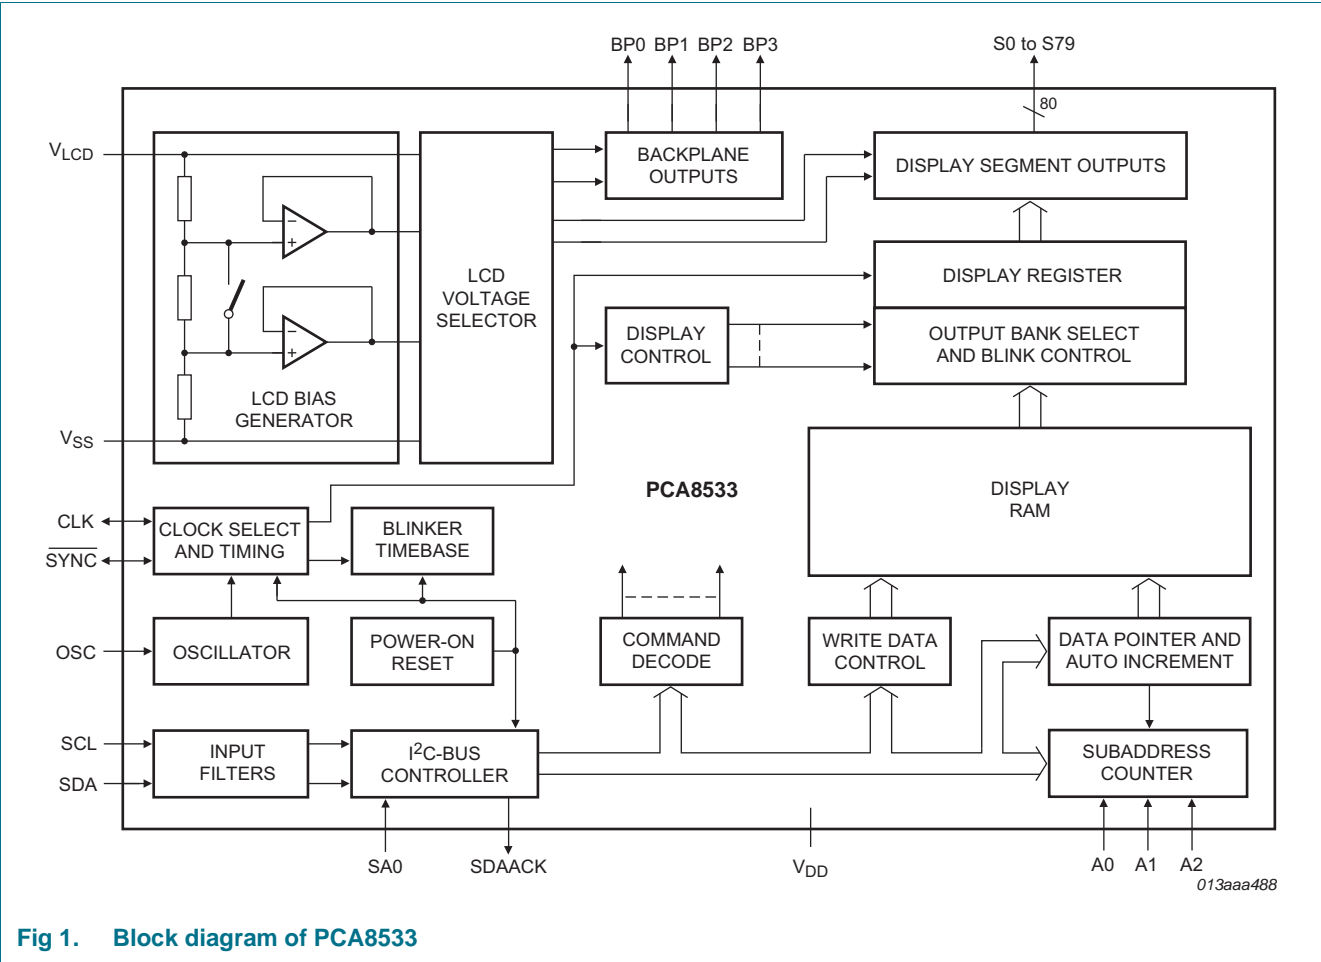 BP0 BP1 BP2 BP3
S0 to S79
80
VLCD
BACKPLANE
OUTPUTS
DISPLAY SEGMENT OUTPUTS
−
+
LCD
VOLTAGE
SELECTOR
DISPLAY REGISTER
−
+
DISPLAY
CONTROL
OUTPUT BANK SELECT
AND BLINK CONTROL
LCD BIAS
GENERATOR
VSS
PCA8533
DISPLAY
RAM
CLK
SYNC
CLOCK SELECT
AND TIMING
BLINKER
TIMEBASE
OSC
OSCILLATOR
POWER-ON
RESET
COMMAND
DECODE
WRITE DATA
CONTROL
DATA POINTER AND
AUTO INCREMENT
SCL
SDA
INPUT
FILTERS
I2C-BUS
CONTROLLER
SUBADDRESS
COUNTER
SA0
SDAACK
VDD
A0 A1 A2
013aaa488
Fig 1. Block diagram of PCA8533